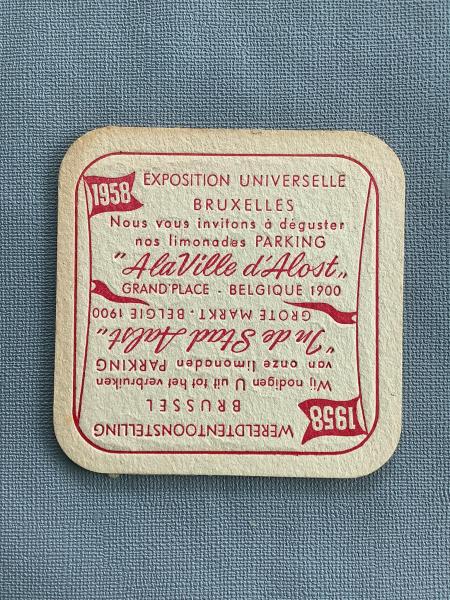 1958 EXPOSITION UNIVERSELLE
BRUXELLES
Nous vous invitons à déguster
nos limonades PARKING
"A la Ville d'Alost"
GRAND'PLACE - BELGIQUE 1900
1958 WERELDTENTOONSTELLING
BRUSSEL
Wij nodigen U uit tot het verbruiken
van onze limonaden PARKING
"In de Stad Aalst"
GROTE MARKT. BELGIE 1900